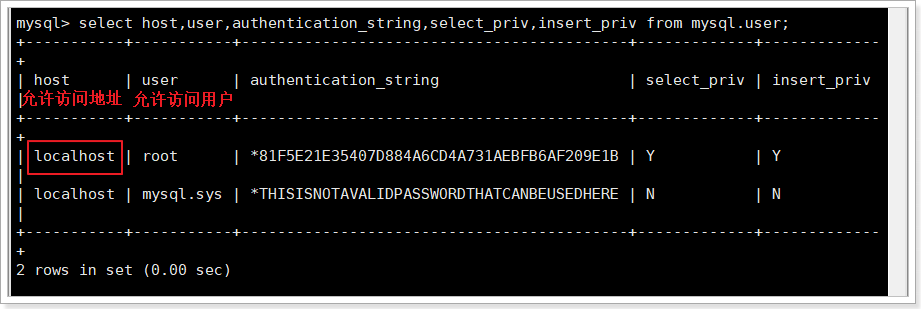 mysql> select host,user,authentication_string,select_priv,insert_priv from mysql.user;
+-----------+-----------+-------------------------------------------+-------------+-------------
+
| host      | user      | authentication_string                     | select_priv | insert_priv
|允许访问地址 允许访问用户
+-----------+-----------+-------------------------------------------+-------------+-------------
+
| localhost | root      | *81F5E21E35407D884A6CD4A731AEBFB6AF209E1B | Y           | Y
|
| localhost | mysql.sys | *THISISNOTAVALIDPASSWORDTHATCANBEUSEDHERE | N           | N
|
+-----------+-----------+-------------------------------------------+-------------+-------------
+
2 rows in set (0.00 sec)